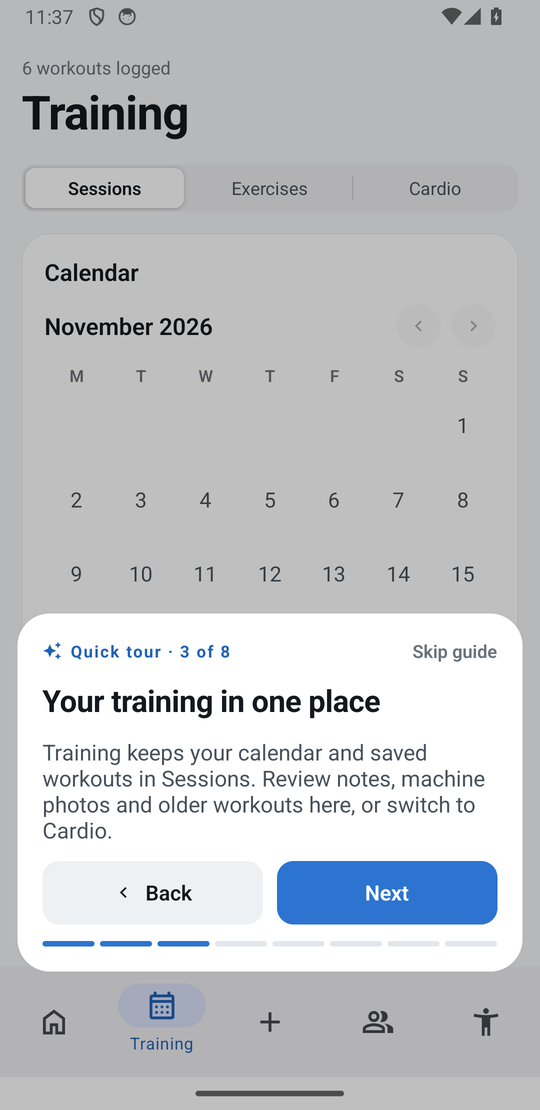 11:37
6 workouts logged
Training
Sessions Exercises Cardio
Calendar
November 2026
M T W T F S S
1
2 3 4 5 6 7 8
9 10 11 12 13 14 15
Quick tour · 3 of 8 Skip guide
Your training in one place
Training keeps your calendar and saved
workouts in Sessions. Review notes, machine
photos and older workouts here, or switch to
Cardio.
Back Next
Training